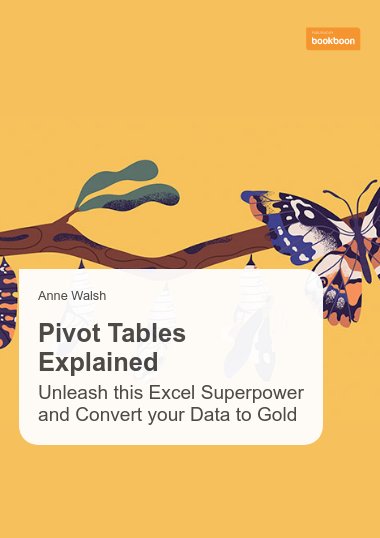 bookboon
Anne Walsh
Pivot Tables
Explained
Unleash this Excel Superpower
and Convert your Data to Gold